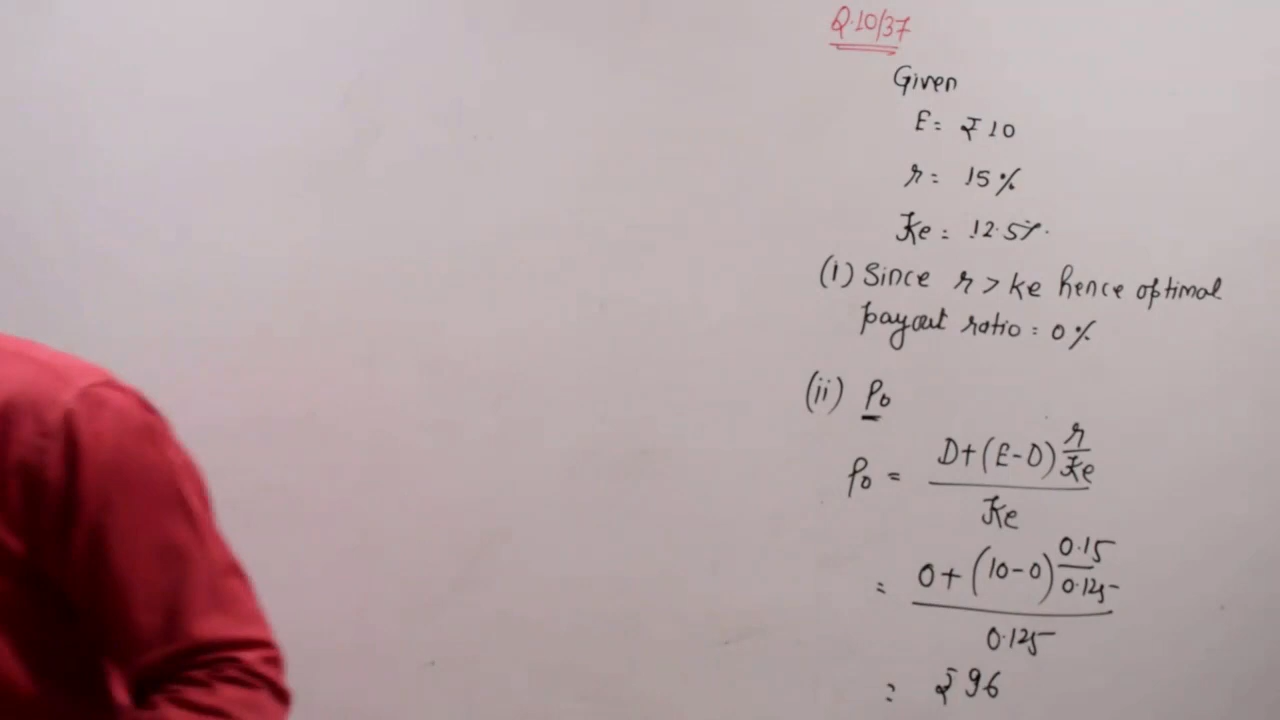 Q.10/37
Given
E = ₹10
r = 15%
Ke = 12.5%.
(i) Since r > ke hence optimal
payout ratio = 0%
(ii) P0
P0 = D+(E-D) r/Ke
Ke
= 0+(10-0) 0.15/0.125
0.125
= ₹96